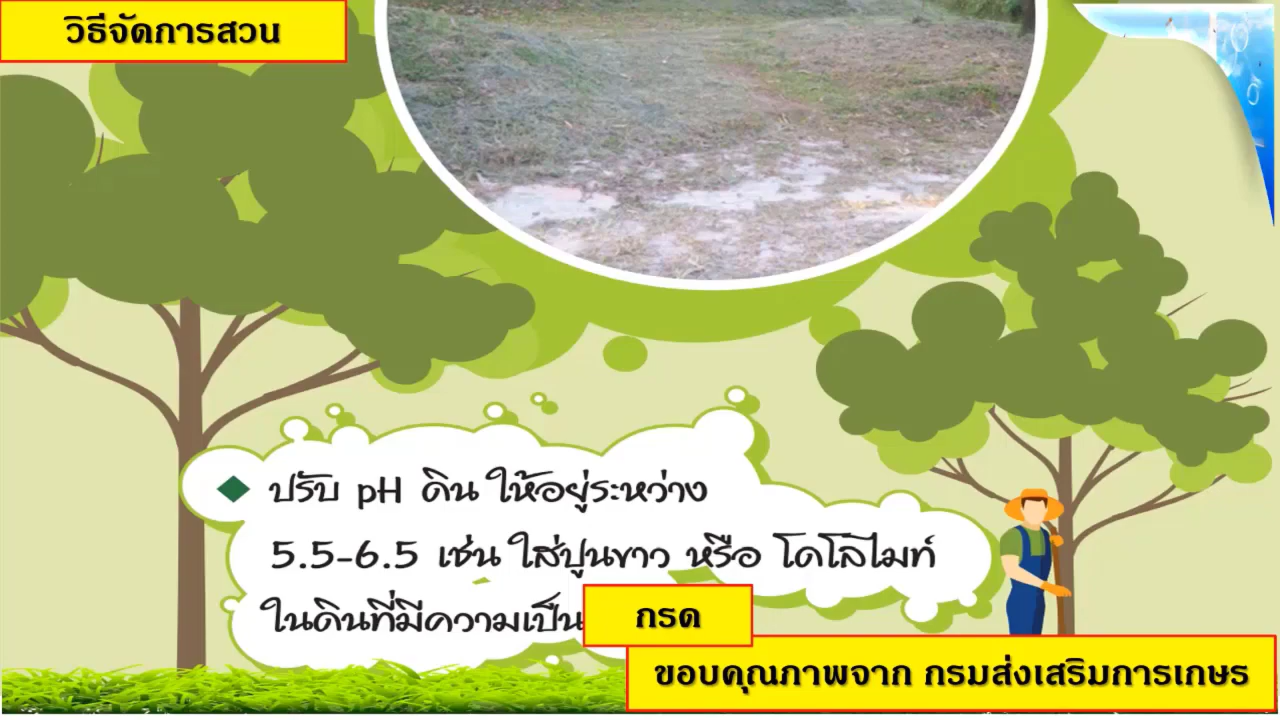 วิธีจัดการสวน
ปรับ pH ดิน ให้อยู่ระหว่าง
5.5-6.5 เช่น ใส่ปูนขาว หรือ โดโลไมท์
ในดินที่มีความเป็นกรด
ขอบคุณภาพจาก กรมส่งเสริมการเกษร